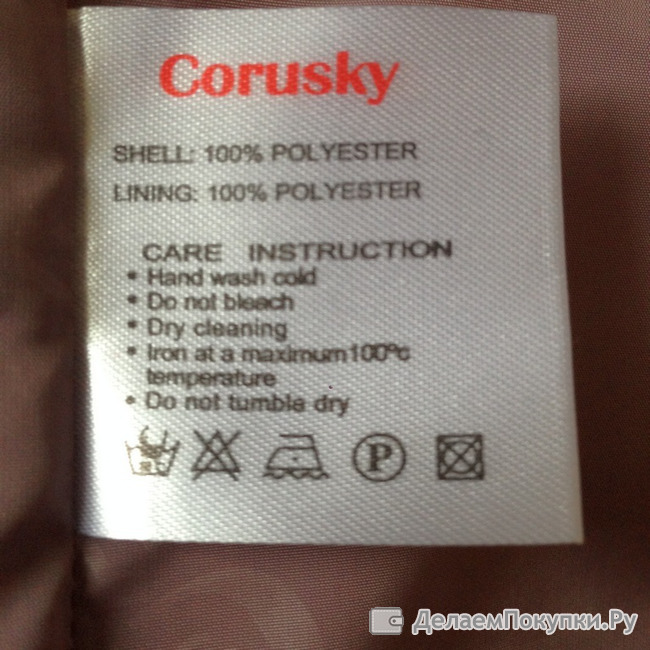 Corusky
SHELL: 100% POLYESTER
LINING: 100% POLYESTER
CARE INSTRUCTION
• Hand wash cold
• Do not bleach
• Dry cleaning
• Iron at a maximum100ºc
temperature
• Do not tumble dry
P
ДелаемПокупки.Ру